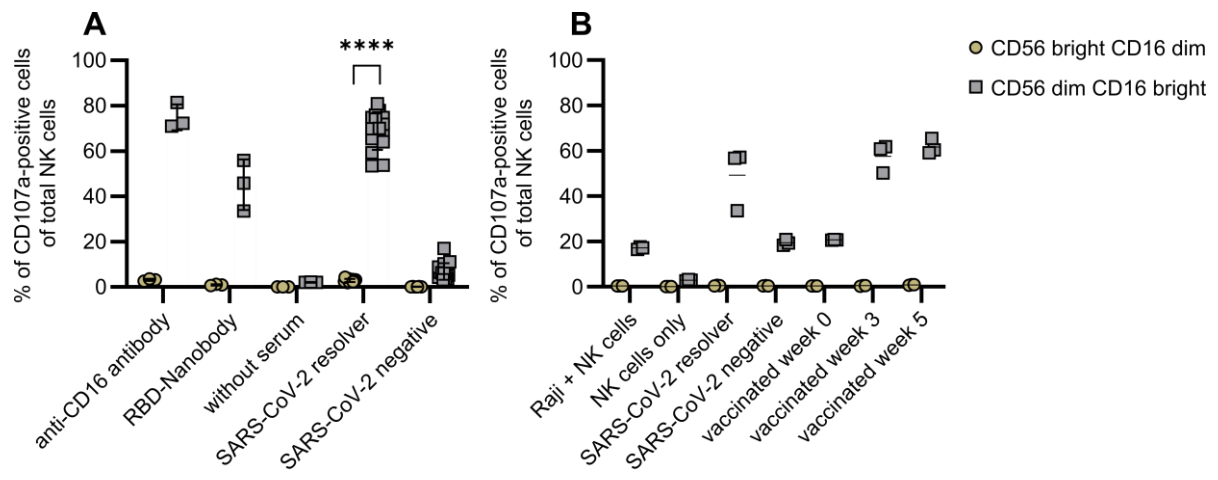 A
% of CD107a-positive cells
of total NK cells
100
80
60
40
20
0
****
anti-CD16 antibody
RBD-Nanobody
without serum
SARS-CoV-2 resolver
SARS-CoV-2 negative
B
% of CD107a-positive cells
of total NK cells
100
80
60
40
20
0
Raji + NK cells
NK cells only
SARS-CoV-2 resolver
SARS-CoV-2 negative
vaccinated week 0
vaccinated week 3
vaccinated week 5
CD56 bright CD16 dim
CD56 dim CD16 bright